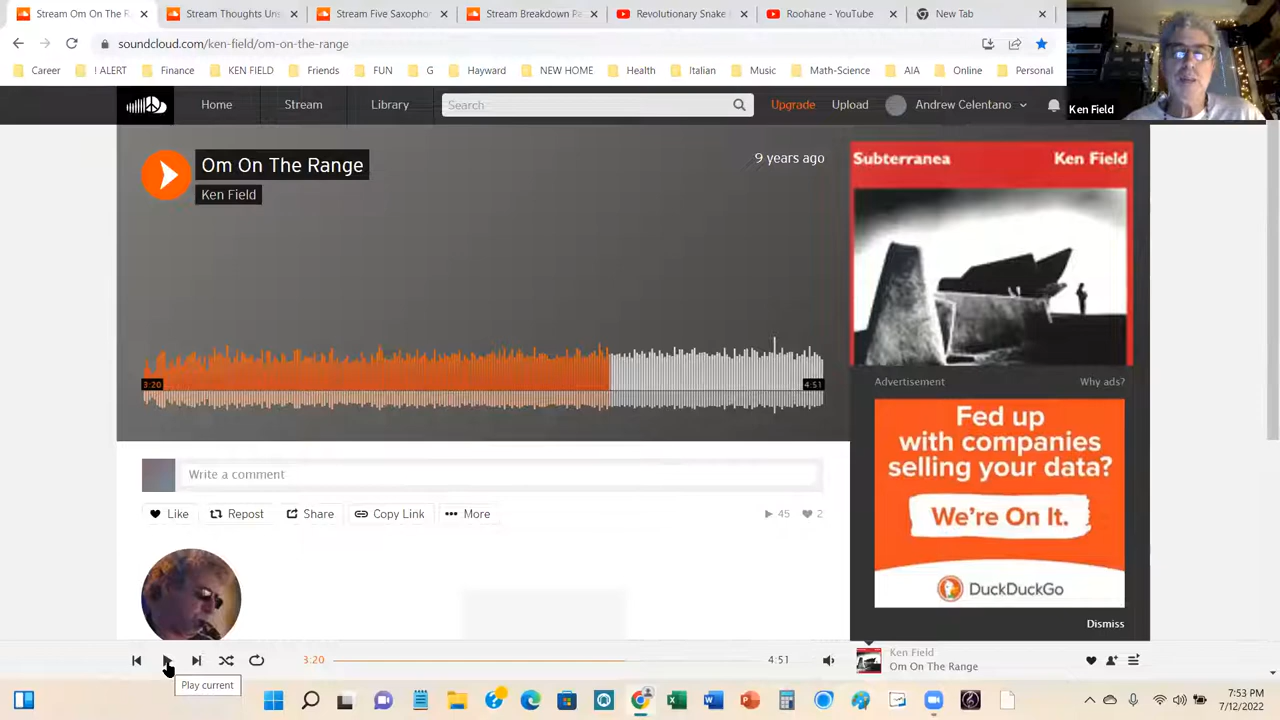 Stream Om On The R
Stream Thoughts Uns
Stream
ive Saxophon
Stream Breakdown Pa
Revolutionary Snake
Roohane - YouTube
New Tab
soundcloud.com/ken-field/om-on-the-range
Career
! ALERT
Finance
KEN FIELD
Friends
G
Hayward
NEW HOME
Health
Italian
Music
Math-Science
AIA
Online
Personal
Ken Field
Home
Stream
Library
Search
Upgrade
Upload
Andrew Celentano
Om On The Range
Ken Field
9 years ago
3:20
4:51
Subterranea Ken Field
Advertisement
Why ads?
Fed up
with companies
selling your data?
We're On It.
DuckDuckGo
Dismiss
Write a comment
Like
Repost
Share
Copy Link
More
45
2
3:20
4:51
Ken Field
Om On The Range
Play current
7:53 PM
7/12/2022